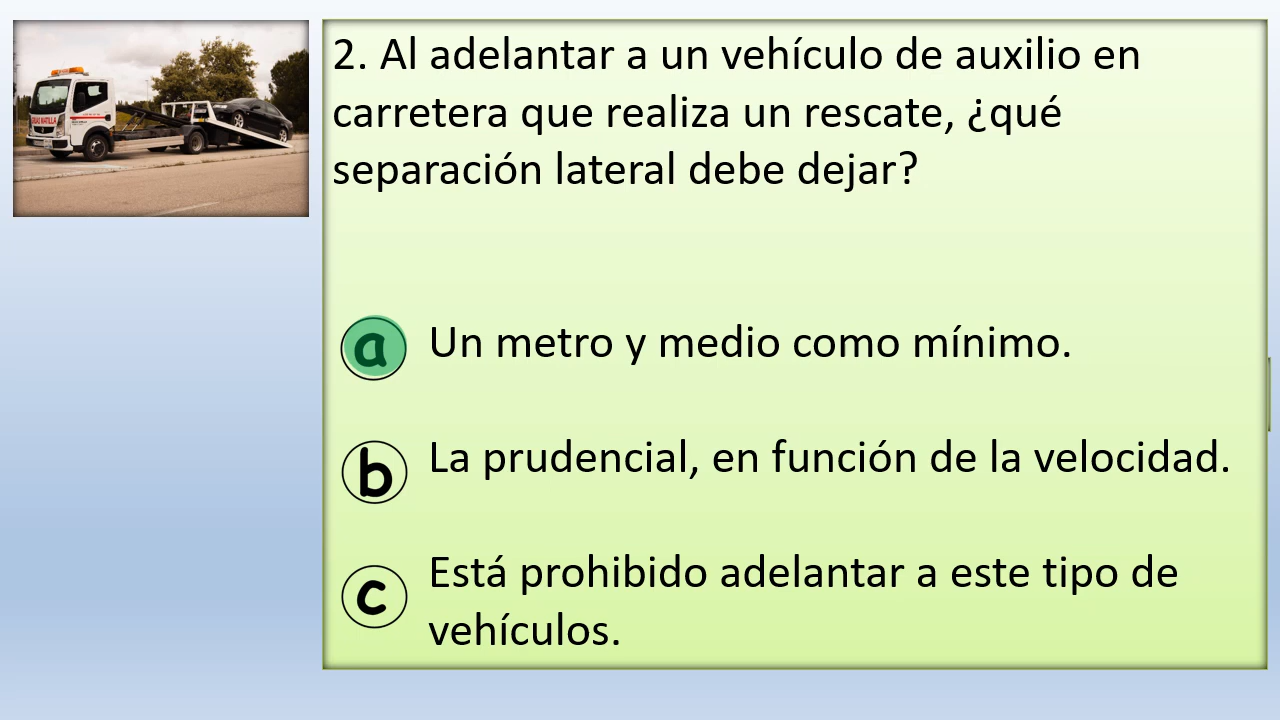 2. Al adelantar a un vehículo de auxilio en
carretera que realiza un rescate, ¿qué
separación lateral debe dejar?
a Un metro y medio como mínimo.
b La prudencial, en función de la velocidad.
c Está prohibido adelantar a este tipo de
vehículos.